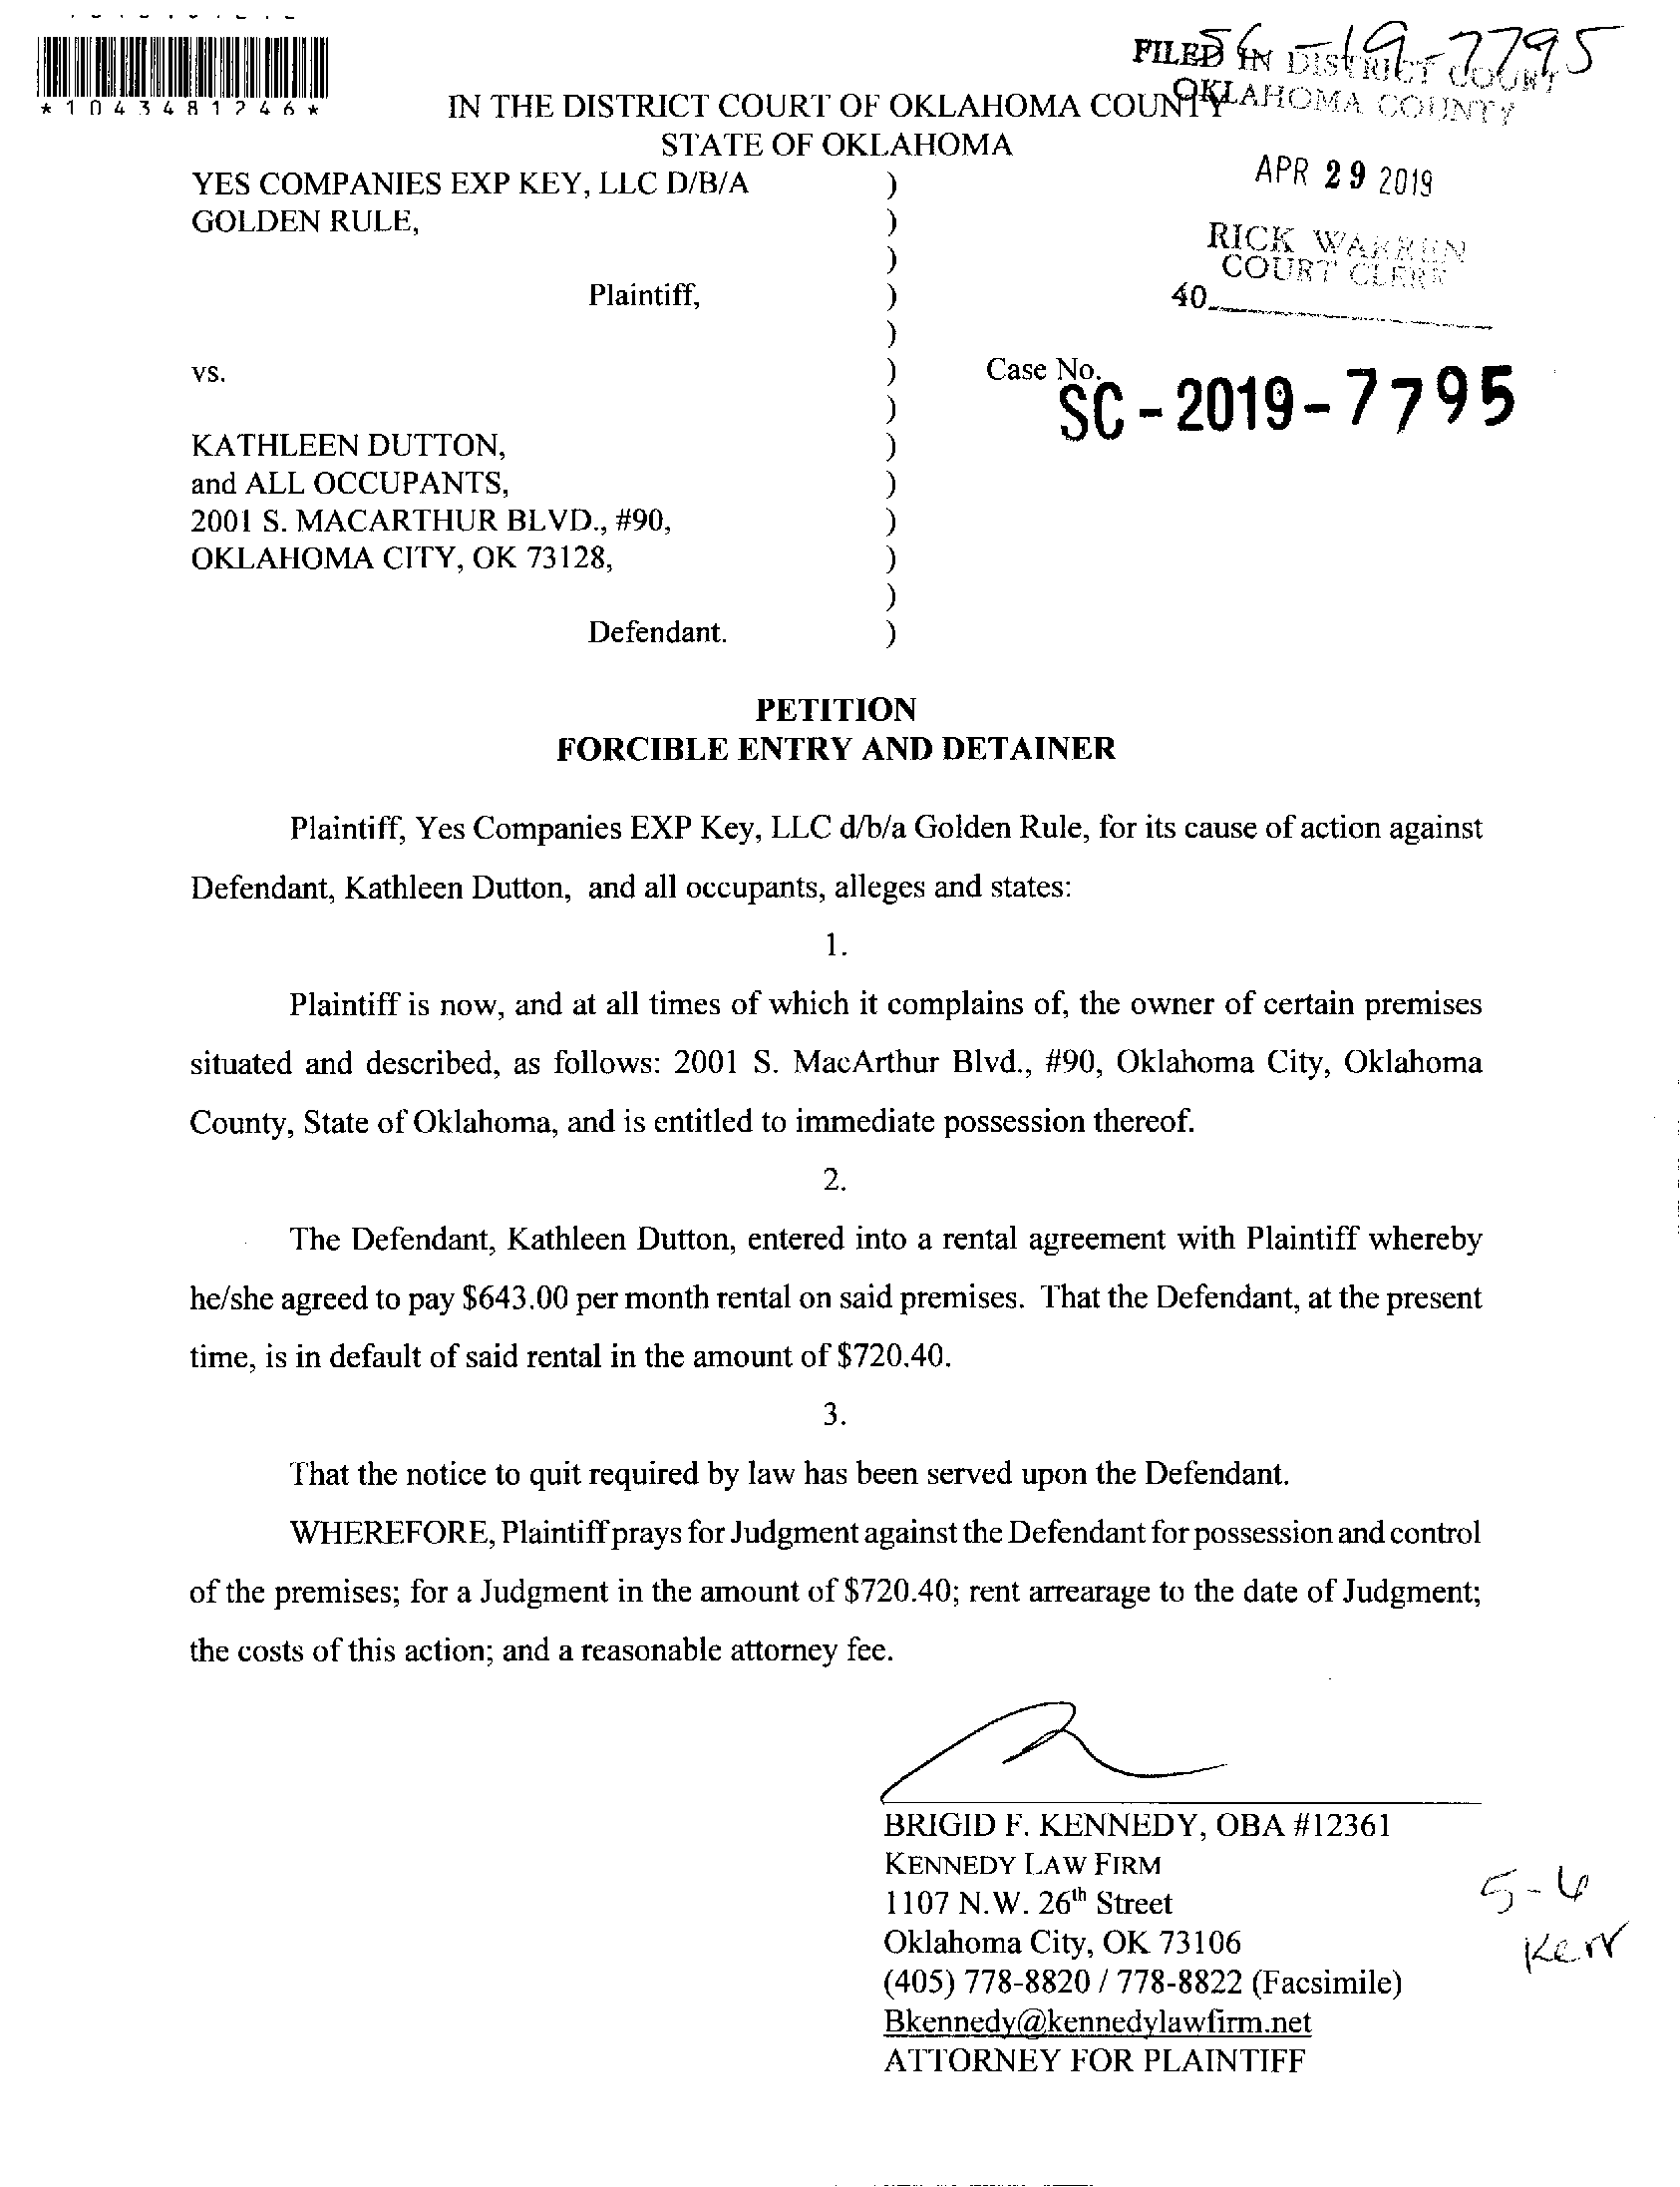 *1043481246*
SC-19-7795
FILED IN DISTRICT COURT
OKLAHOMA COUNTY
IN THE DISTRICT COURT OF OKLAHOMA COUNTY
STATE OF OKLAHOMA
APR 29 2019
RICK WARREN
COURT CLERK
40
YES COMPANIES EXP KEY, LLC D/B/A )
GOLDEN RULE, )
)
Plaintiff, )
)
vs. )
Case No.
SC-2019-7795
)
KATHLEEN DUTTON, )
and ALL OCCUPANTS, )
2001 S. MACARTHUR BLVD., #90, )
OKLAHOMA CITY, OK 73128, )
)
Defendant. )
PETITION
FORCIBLE ENTRY AND DETAINER
Plaintiff, Yes Companies EXP Key, LLC d/b/a Golden Rule, for its cause of action against
Defendant, Kathleen Dutton, and all occupants, alleges and states:
1.
Plaintiff is now, and at all times of which it complains of, the owner of certain premises
situated and described, as follows: 2001 S. MacArthur Blvd., #90, Oklahoma City, Oklahoma
County, State of Oklahoma, and is entitled to immediate possession thereof.
2.
The Defendant, Kathleen Dutton, entered into a rental agreement with Plaintiff whereby
he/she agreed to pay $643.00 per month rental on said premises. That the Defendant, at the present
time, is in default of said rental in the amount of $720.40.
3.
That the notice to quit required by law has been served upon the Defendant.
WHEREFORE, Plaintiff prays for Judgment against the Defendant for possession and control
of the premises; for a Judgment in the amount of $720.40; rent arrearage to the date of Judgment;
the costs of this action; and a reasonable attorney fee.
BRIGID F. KENNEDY, OBA #12361
KENNEDY LAW FIRM
1107 N.W. 26th Street
Oklahoma City, OK 73106
(405) 778-8820 / 778-8822 (Facsimile)
Bkennedy@kennedylawfirm.net
ATTORNEY FOR PLAINTIFF
5-6
Kerr